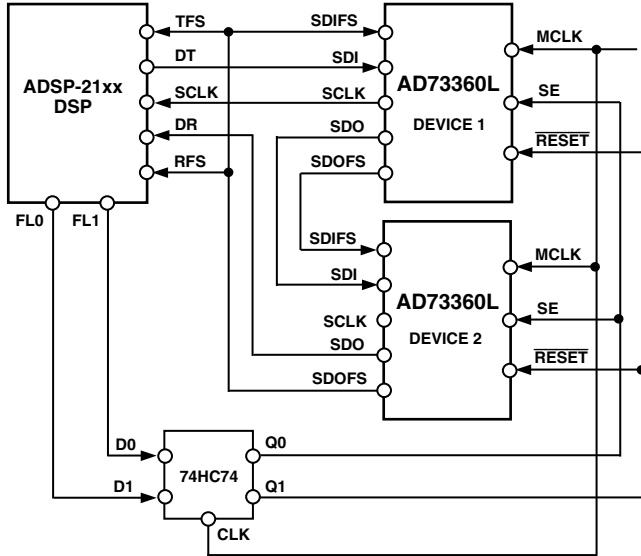 TFS
SDIFS
MCLK
DT
SDI
ADSP-21xx
DSP
AD73360L
SCLK
SCLK
SE
DEVICE 1
DR
SDO
RESET
RFS
SDOFS
FL0
FL1
SDIFS
MCLK
SDI
AD73360L
SCLK
SE
DEVICE 2
SDO
RESET
SDOFS
D0
Q0
74HC74
D1
Q1
CLK